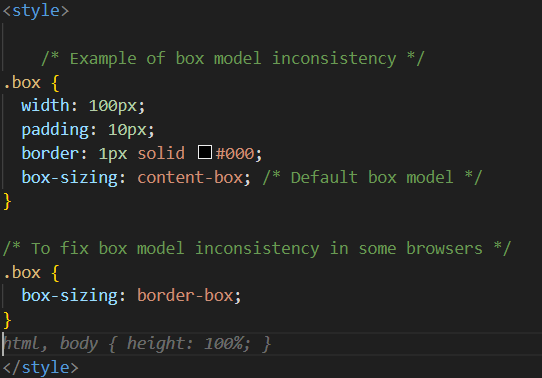 <style>
/* Example of box model inconsistency */
.box {
width: 100px;
padding: 10px;
border: 1px solid #000;
box-sizing: content-box; /* Default box model */
}
/* To fix box model inconsistency in some browsers */
.box {
box-sizing: border-box;
}
html, body { height: 100%; }
</style>